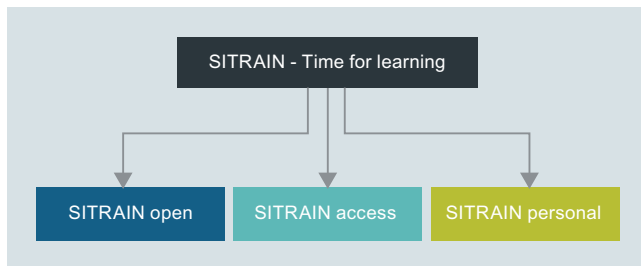 SITRAIN - Time for learning
SITRAIN open
SITRAIN access
SITRAIN personal